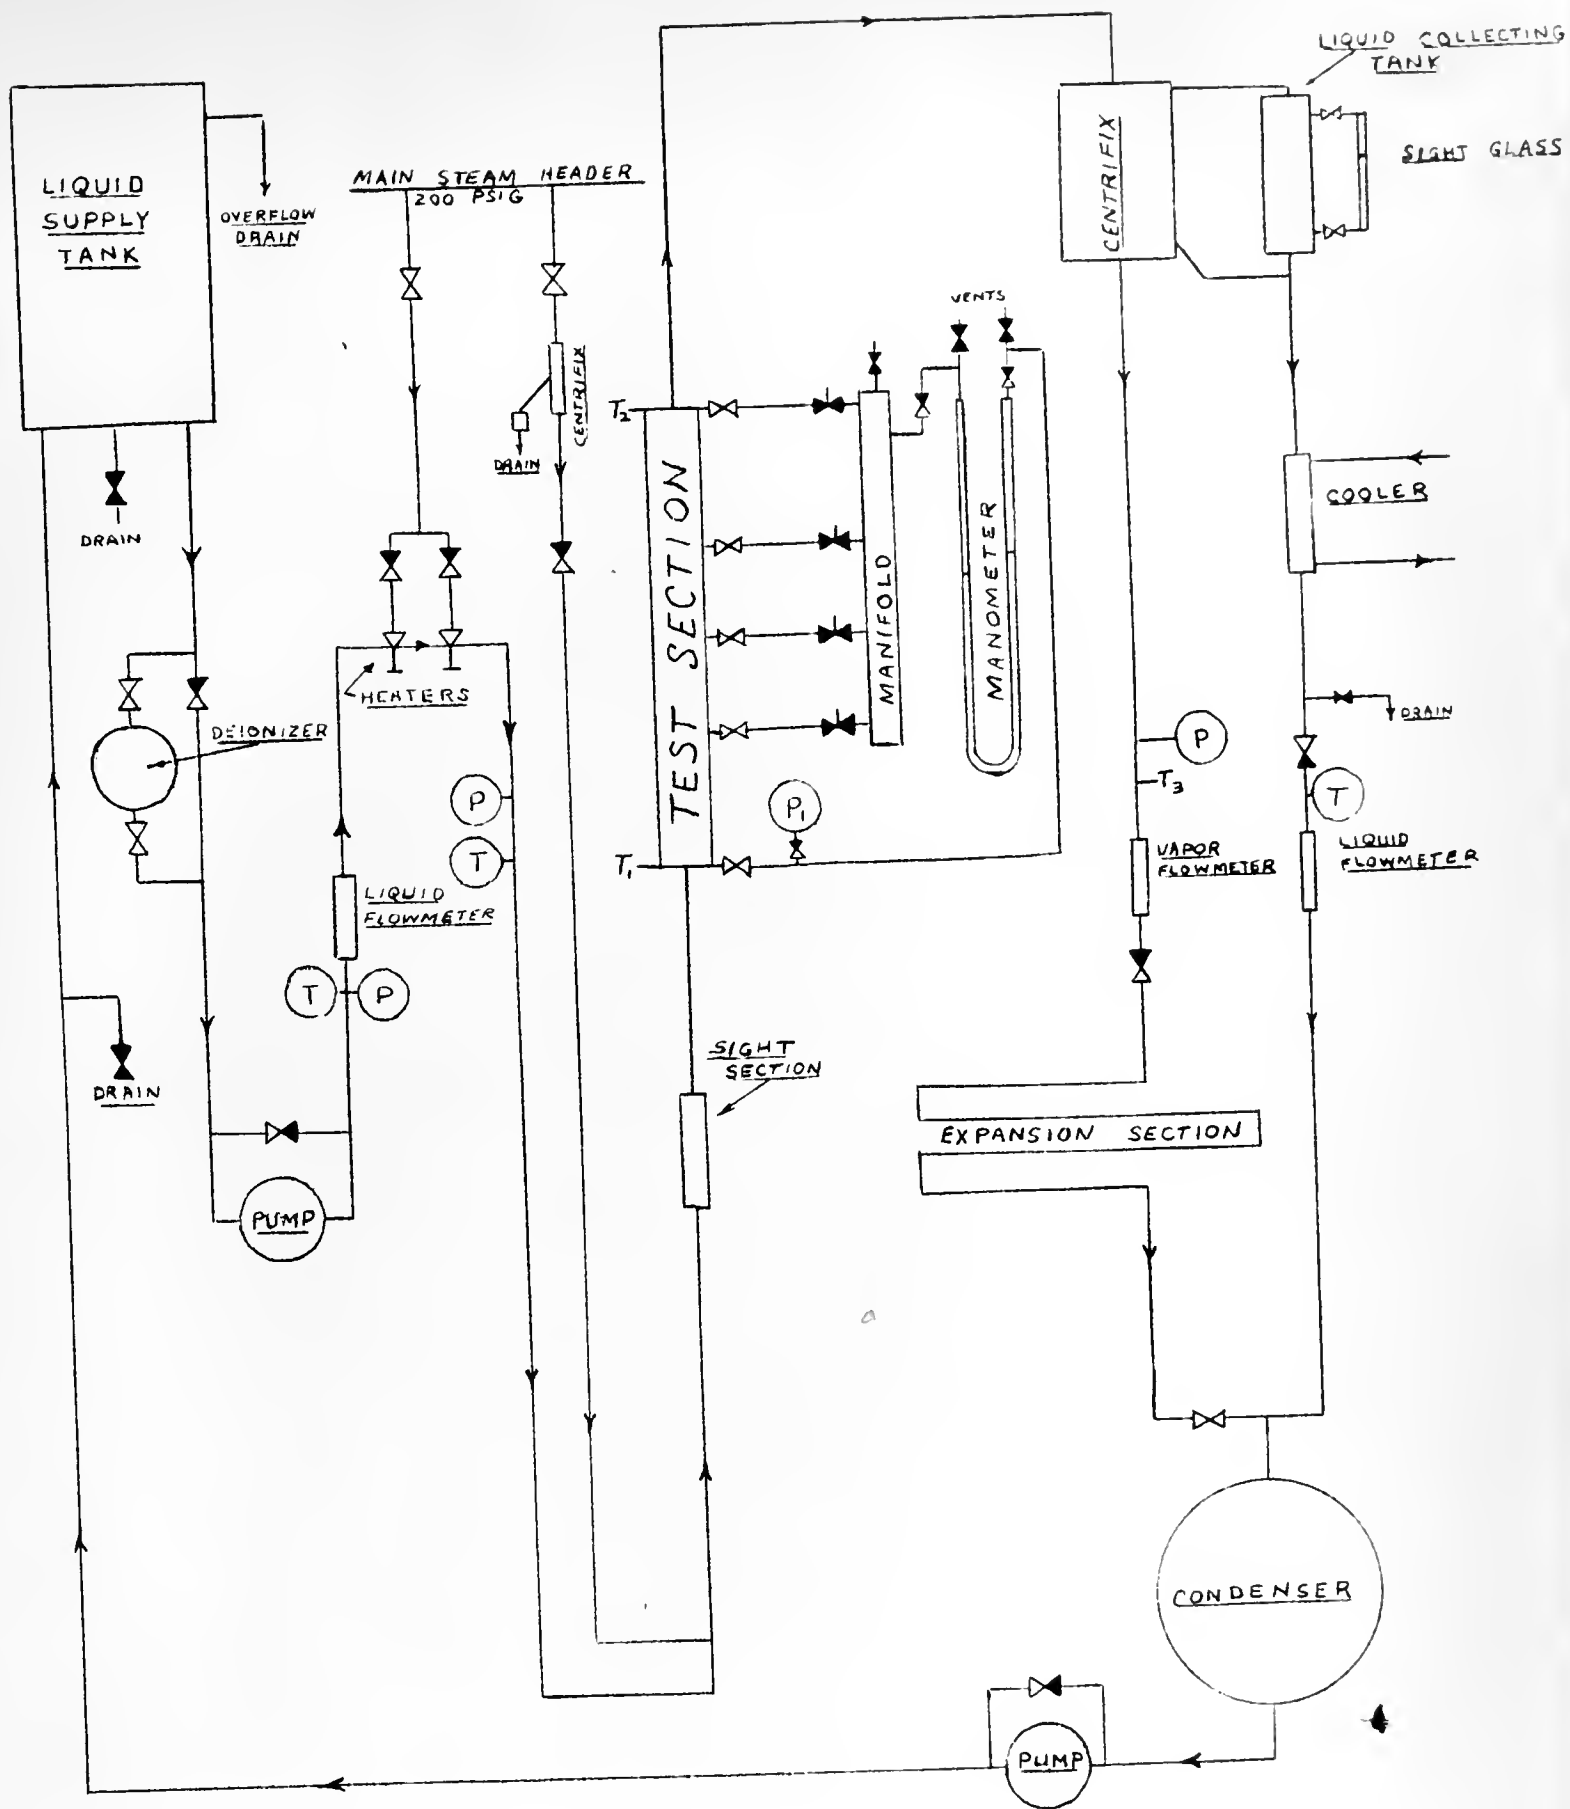 LIQUID COLLECTING
TANK
LIQUID
SUPPLY
TANK
OVERFLOW
DRAIN
MAIN STEAM HEADER
200 PSIG
CENTRIFIX
SIGHT GLASS
VENTS
CENTRIFIX
DRAIN
T2
DRAIN
TEST SECTION
MANIFOLD
MANOMETER
COOLER
HEATERS
DEIONIZER
DRAIN
P
T3
P
T
P1
T
T1
VAPOR
FLOWMETER
LIQUID
FLOWMETER
LIQUID
FLOWMETER
T
P
SIGHT
SECTION
DRAIN
EXPANSION SECTION
PUMP
CONDENSER
PUMP